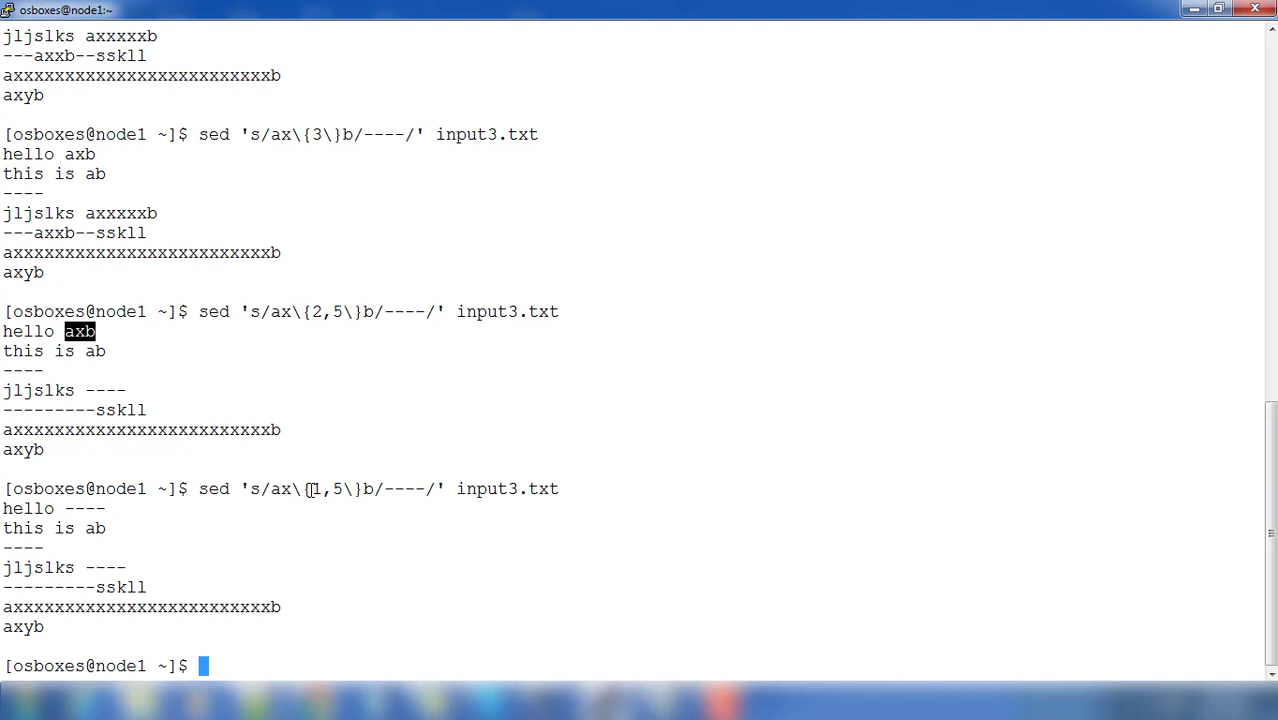 osboxes@node1:~
jljslks axxxxxb
---axxb--sskll
axxxxxxxxxxxxxxxxxxxxxxxxxb
axyb
[osboxes@node1 ~]$ sed 's/ax\{3\}b/----/' input3.txt
hello axb
this is ab
----
jljslks axxxxxb
---axxb--sskll
axxxxxxxxxxxxxxxxxxxxxxxxxb
axyb
[osboxes@node1 ~]$ sed 's/ax\{2,5\}b/----/' input3.txt
hello axb
this is ab
----
jljslks ----
---------sskll
axxxxxxxxxxxxxxxxxxxxxxxxxb
axyb
[osboxes@node1 ~]$ sed 's/ax\{1,5\}b/----/' input3.txt
hello ----
this is ab
----
jljslks ----
---------sskll
axxxxxxxxxxxxxxxxxxxxxxxxxb
axyb
[osboxes@node1 ~]$